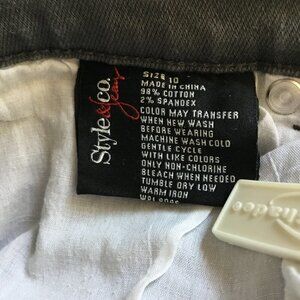 Style&co.
Jeans
SIZE 10
MADE IN CHINA
98% COTTON
2% SPANDEX
COLOR MAY TRANSFER
WHEN NEW WASH
BEFORE WEARING
MACHINE WASH COLD
GENTLE CYCLE
WITH LIKE COLORS
ONLY NON-CHLORINE
BLEACH WHEN NEEDED
TUMBLE DRY LOW
WARM IRON